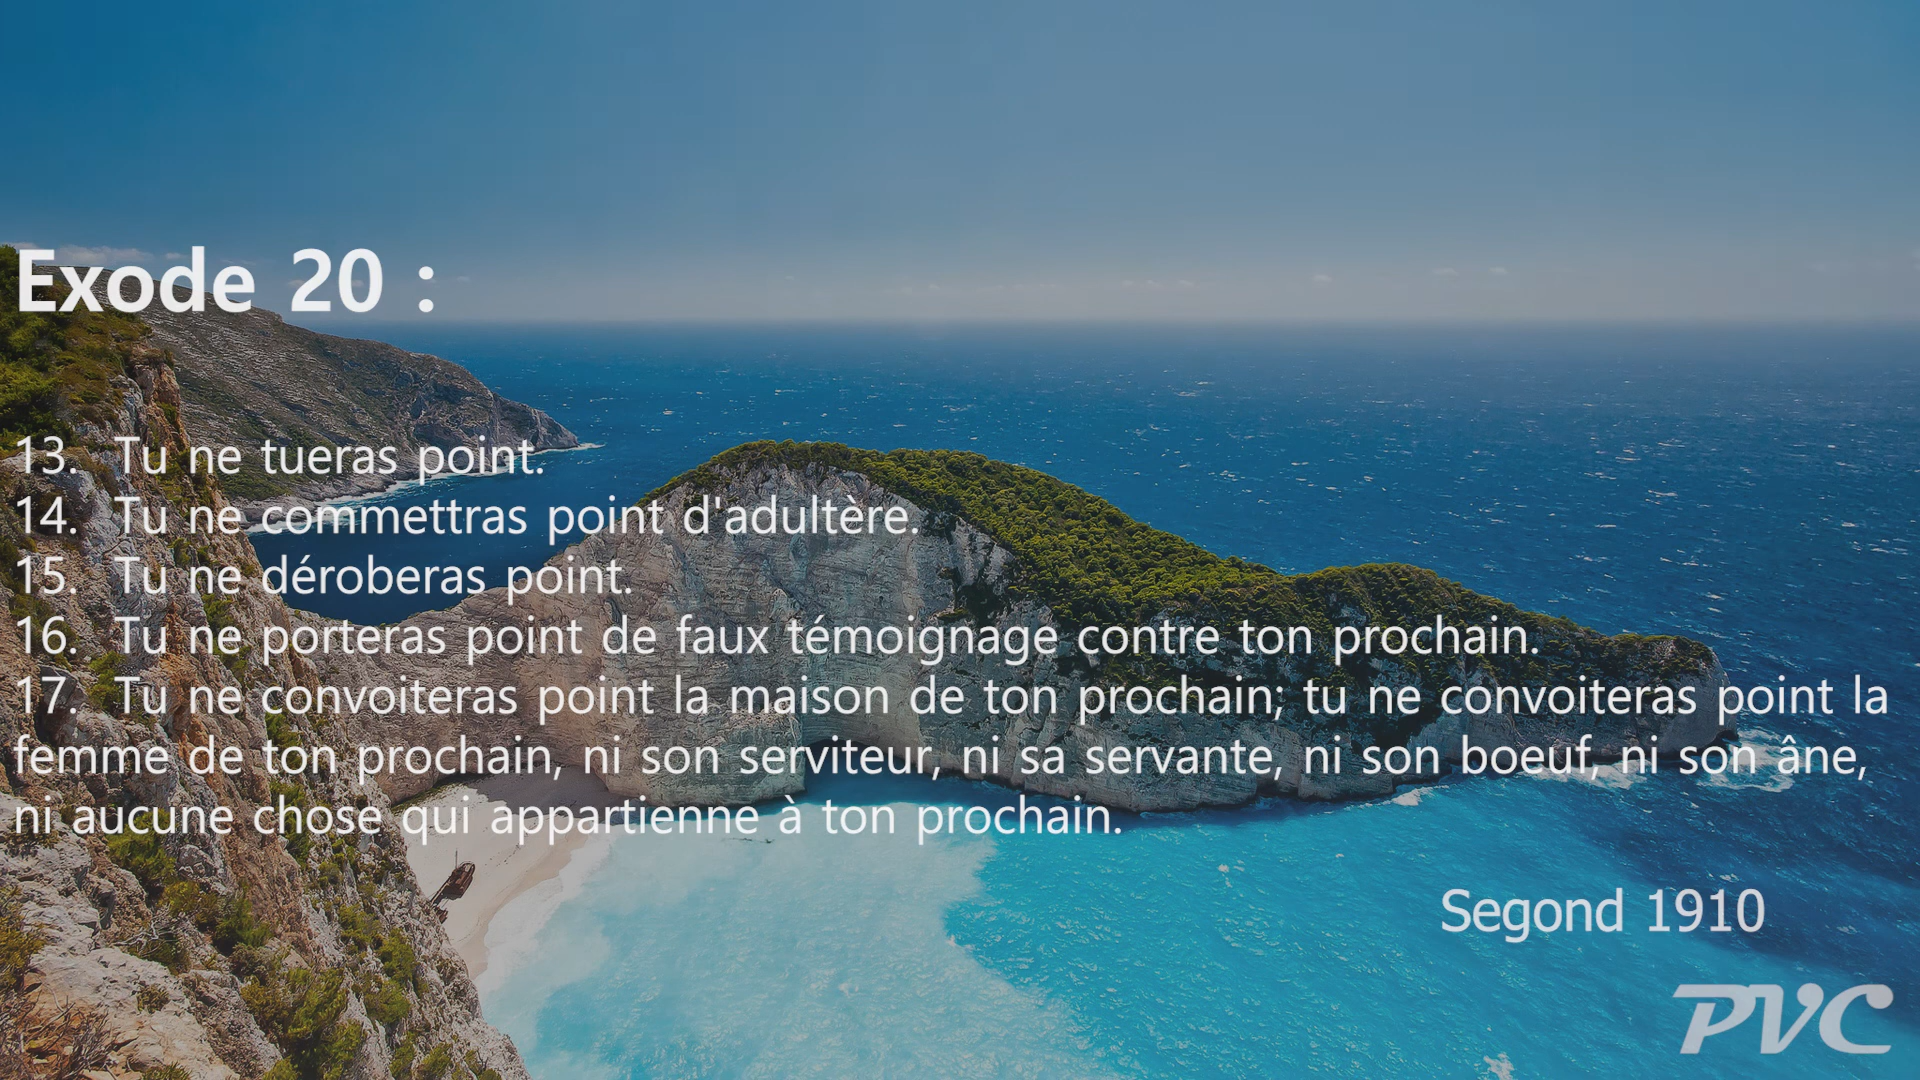 Exode 20 :
13. Tu ne tueras point.
14. Tu ne commettras point d'adultère.
15. Tu ne déroberas point.
16. Tu ne porteras point de faux témoignage contre ton prochain.
17. Tu ne convoiteras point la maison de ton prochain; tu ne convoiteras point la
femme de ton prochain, ni son serviteur, ni sa servante, ni son boeuf, ni son âne,
ni aucune chose qui appartienne à ton prochain.
Segond 1910
PVC